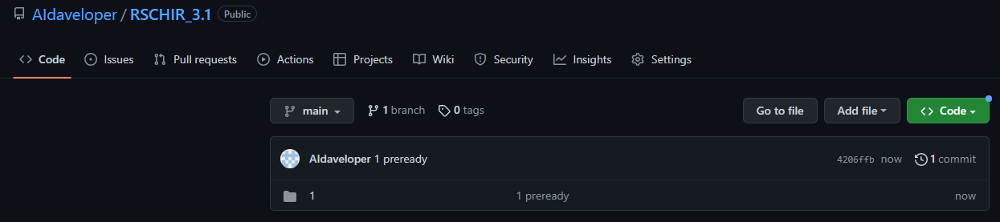 AIdaveloper / RSCHIR_3.1 Public
Code Issues Pull requests Actions Projects Wiki Security Insights Settings
main 1 branch 0 tags Go to file Add file Code
AIdaveloper 1 preready 4206ffb now 1 commit
1 1 preready now